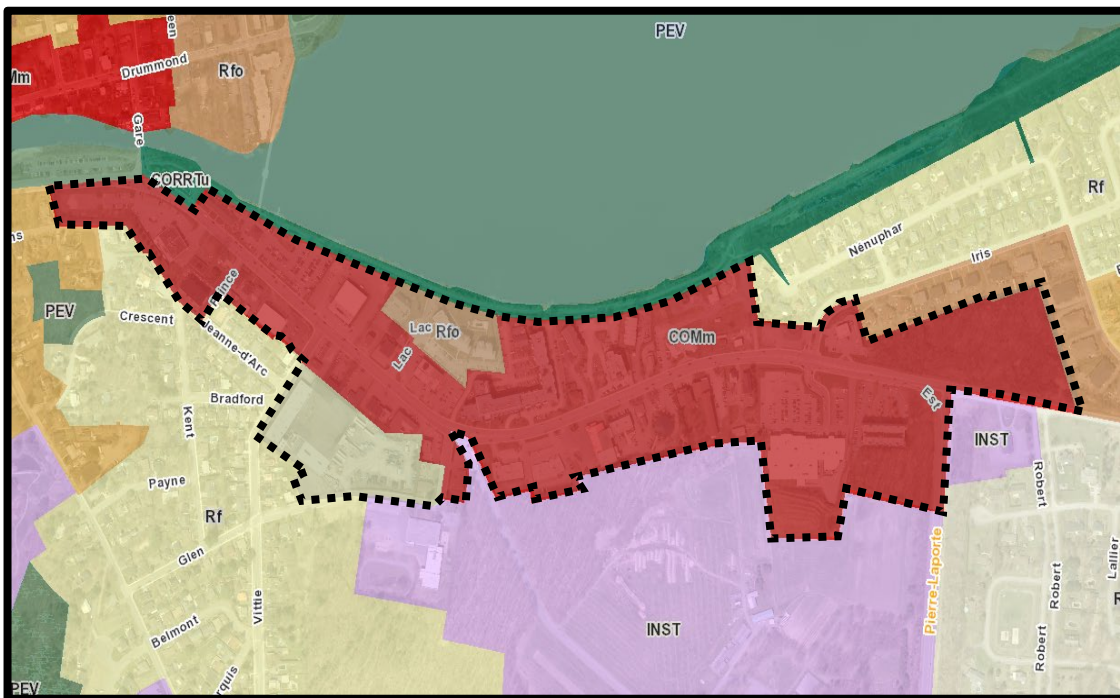 PEV
Drummond
Rfo
Gare
CORRTu
Rf
Nénuphar
Iris
Prince
PEV
Crescent
Jeanne-d'Arc
Lac
Rfo
Lac
COMm
Bradford
Est
Kent
INST
Payne
Robert
Rf
Glen
Pierre-Laporte
Vittie
Robert
Lallier
Belmont
INST
Robert
PEV